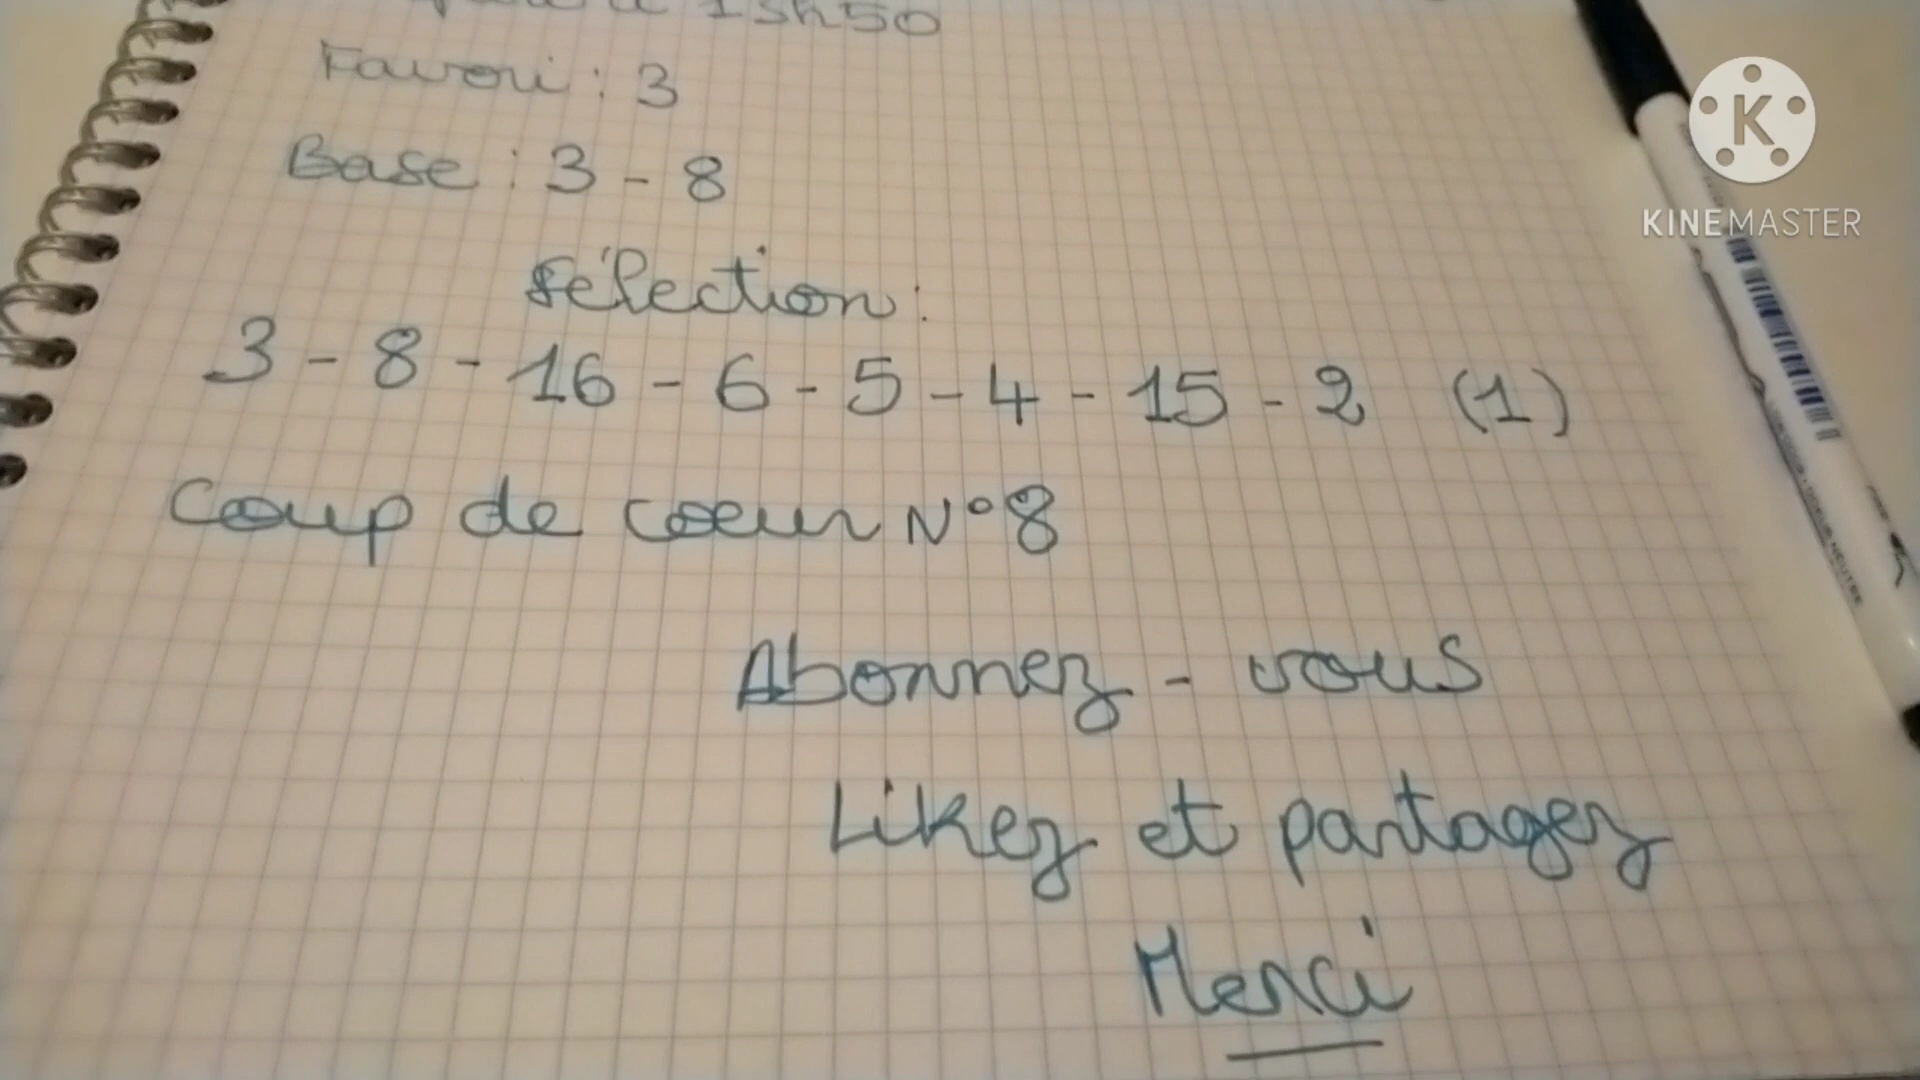 à 13h50
Favori : 3
Base : 3 - 8
Sélection :
3 - 8 - 16 - 6 - 5 - 4 - 15 - 2 (1)
Coup de coeur N°8
Abonnez - vous
Likez et partagez
Merci
K
KINEMASTER